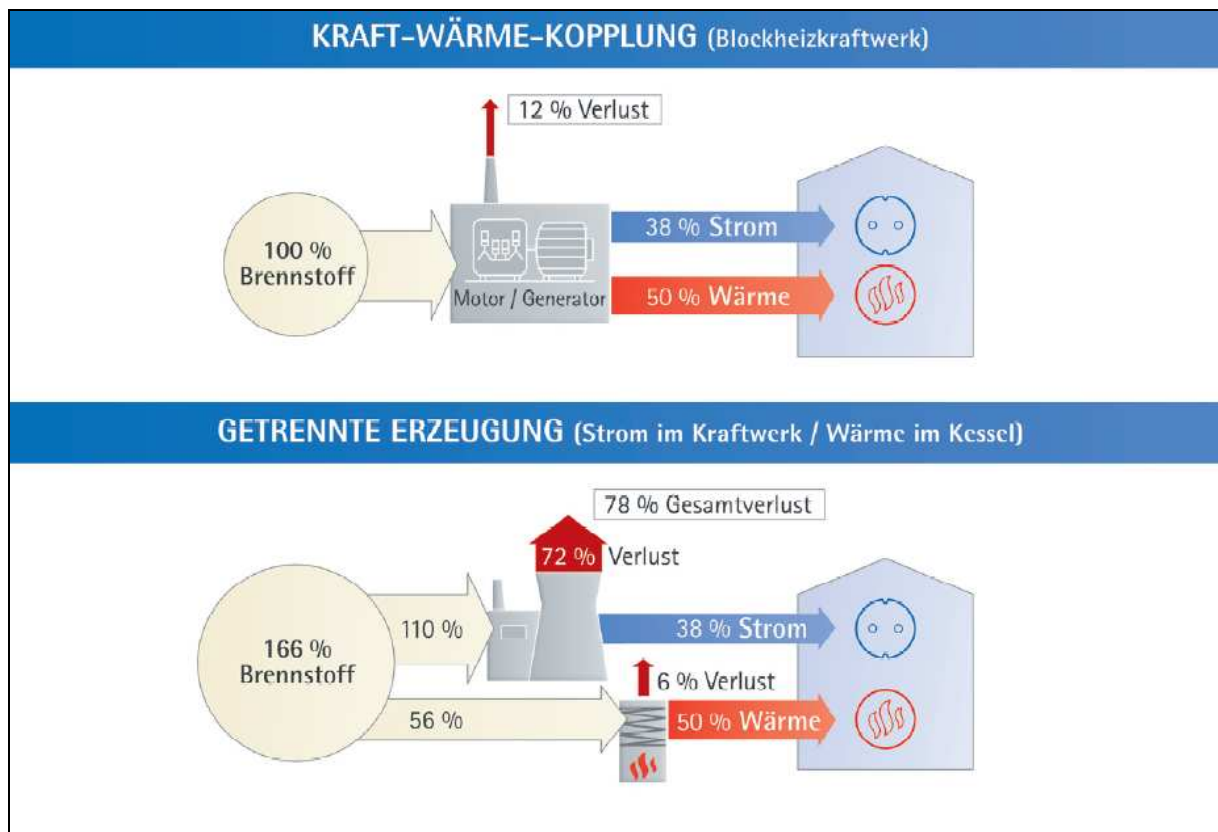 KRAFT-WÄRME-KOPPLUNG (Blockheizkraftwerk)
12 % Verlust
100 %
Brennstoff
Motor / Generator
38 % Strom
50 % Wärme
GETRENNTE ERZEUGUNG (Strom im Kraftwerk / Wärme im Kessel)
78 % Gesamtverlust
72 % Verlust
166 %
Brennstoff
110 %
38 % Strom
6 % Verlust
56 %
50 % Wärme